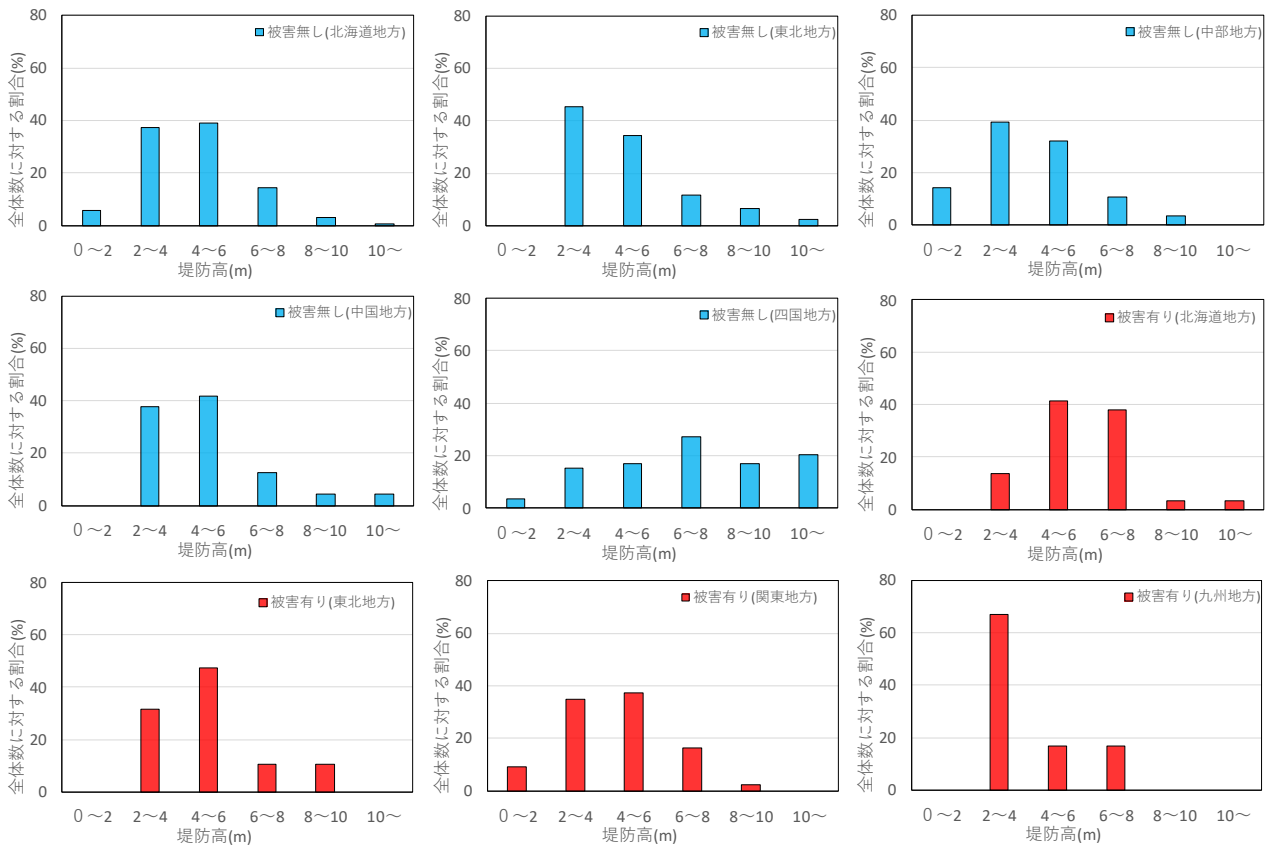 全体数に対する割合(%)
80
60
40
20
0
被害無し(北海道地方)
0 ～2 2～4 4～6 6～8 8～10 10～
堤防高(m)
全体数に対する割合(%)
80
60
40
20
0
被害無し(東北地方)
0 ～2 2～4 4～6 6～8 8～10 10～
堤防高(m)
全体数に対する割合(%)
80
60
40
20
0
被害無し(中部地方)
0 ～2 2～4 4～6 6～8 8～10 10～
堤防高(m)
全体数に対する割合(%)
80
60
40
20
0
被害無し(中国地方)
0 ～2 2～4 4～6 6～8 8～10 10～
堤防高(m)
全体数に対する割合(%)
80
60
40
20
0
被害無し(四国地方)
0 ～2 2～4 4～6 6～8 8～10 10～
堤防高(m)
全体数に対する割合(%)
80
60
40
20
0
被害有り(北海道地方)
0 ～2 2～4 4～6 6～8 8～10 10～
堤防高(m)
全体数に対する割合(%)
80
60
40
20
0
被害有り(東北地方)
0 ～2 2～4 4～6 6～8 8～10 10～
堤防高(m)
全体数に対する割合(%)
80
60
40
20
0
被害有り(関東地方)
0 ～2 2～4 4～6 6～8 8～10 10～
堤防高(m)
全体数に対する割合(%)
80
60
40
20
0
被害有り(九州地方)
0 ～2 2～4 4～6 6～8 8～10 10～
堤防高(m)